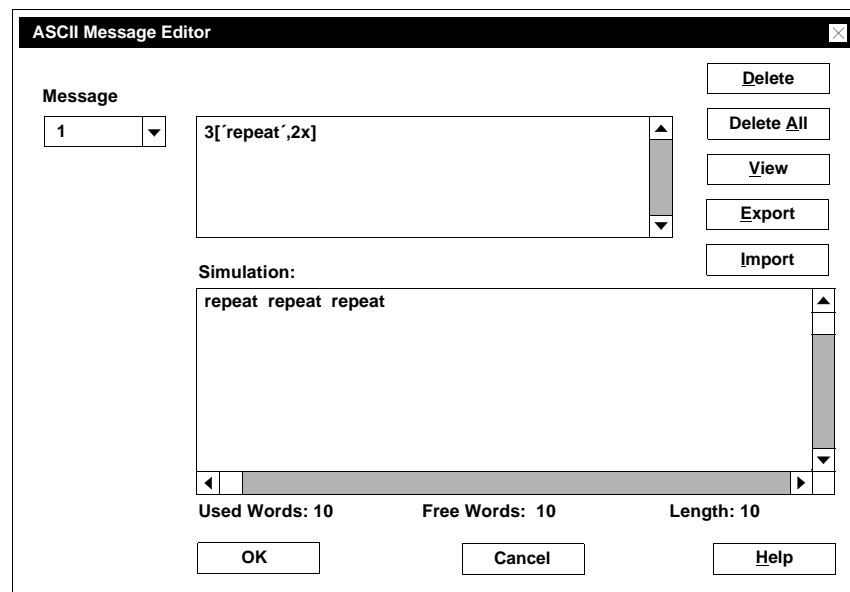 ASCII Message Editor
Delete
Message
1
3[´repeat´,2x]
Delete All
View
Export
Import
Simulation:
repeat  repeat  repeat
Used Words: 10 Free Words: 10 Length: 10
OK Cancel Help